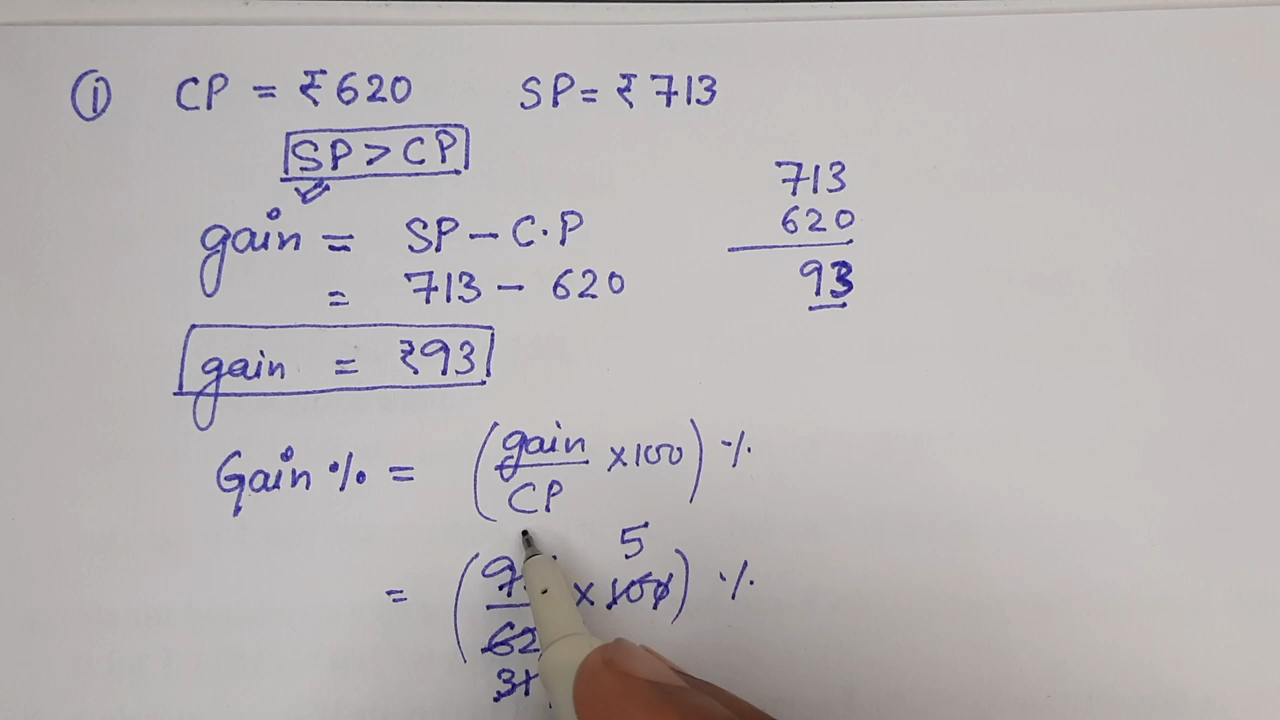 ① CP = ₹620 SP = ₹713
SP > CP
713
620
93
gain = SP - C.P
= 713 - 620
gain = ₹93
Gain % = (gain/CP × 100) %
5
= ( × 100) %
31